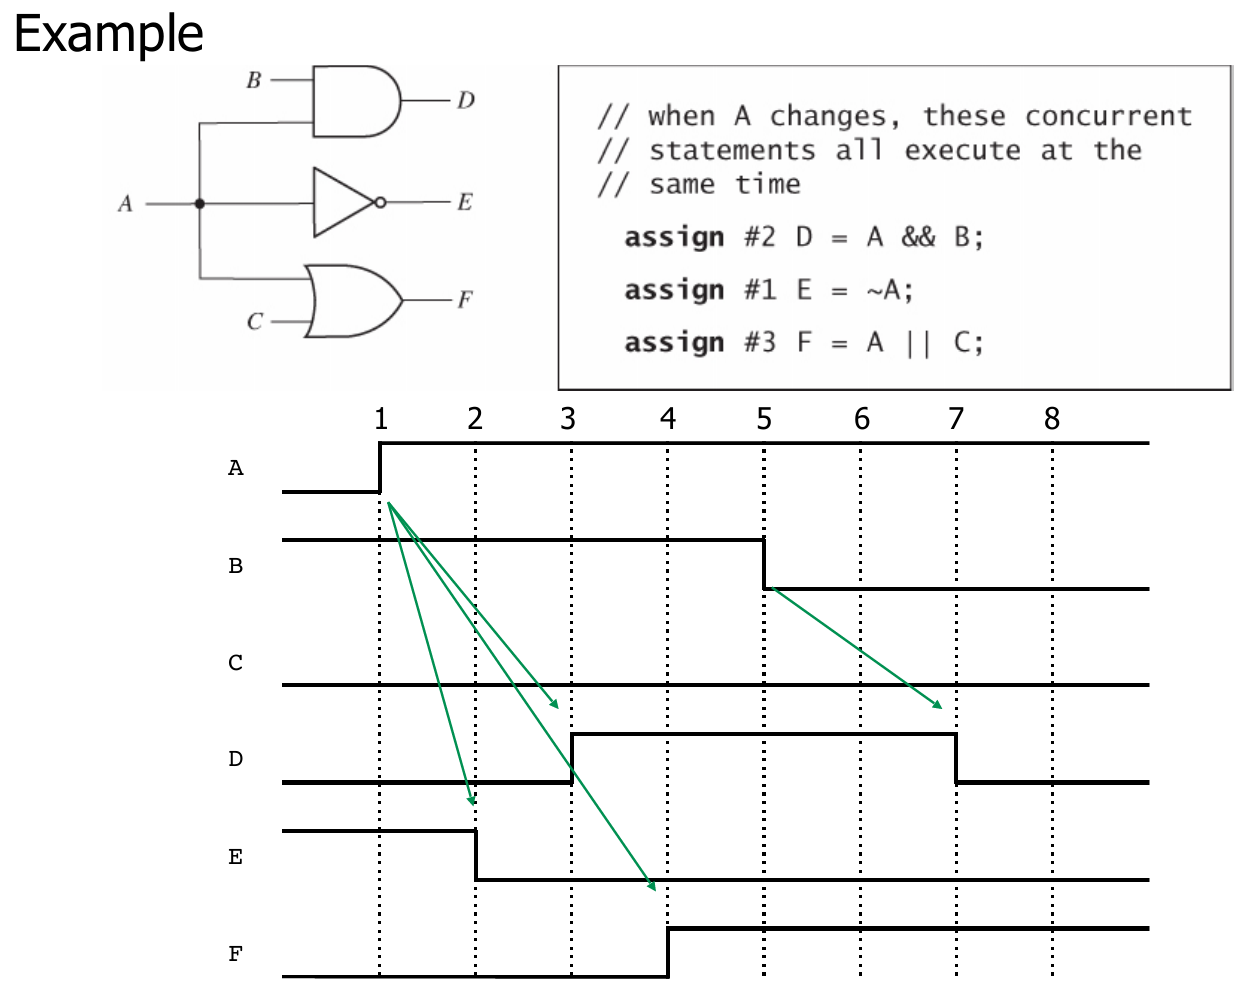 Example
B
D
A
E
C
F
// when A changes, these concurrent
// statements all execute at the
// same time
assign #2 D = A && B;
assign #1 E = ~A;
assign #3 F = A || C;
1 2 3 4 5 6 7 8
A
B
C
D
E
F